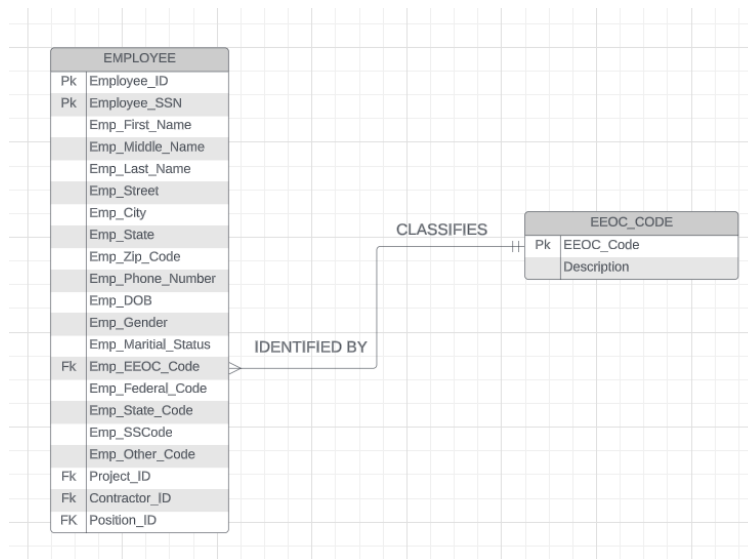 EMPLOYEE
Pk Employee_ID
Pk Employee_SSN
Emp_First_Name
Emp_Middle_Name
Emp_Last_Name
Emp_Street
Emp_City
Emp_State
Emp_Zip_Code
Emp_Phone_Number
Emp_DOB
Emp_Gender
Emp_Maritial_Status
Fk Emp_EEOC_Code
Emp_Federal_Code
Emp_State_Code
Emp_SSCode
Emp_Other_Code
Fk Project_ID
Fk Contractor_ID
FK Position_ID
IDENTIFIED BY
CLASSIFIES
EEOC_CODE
Pk EEOC_Code
Description